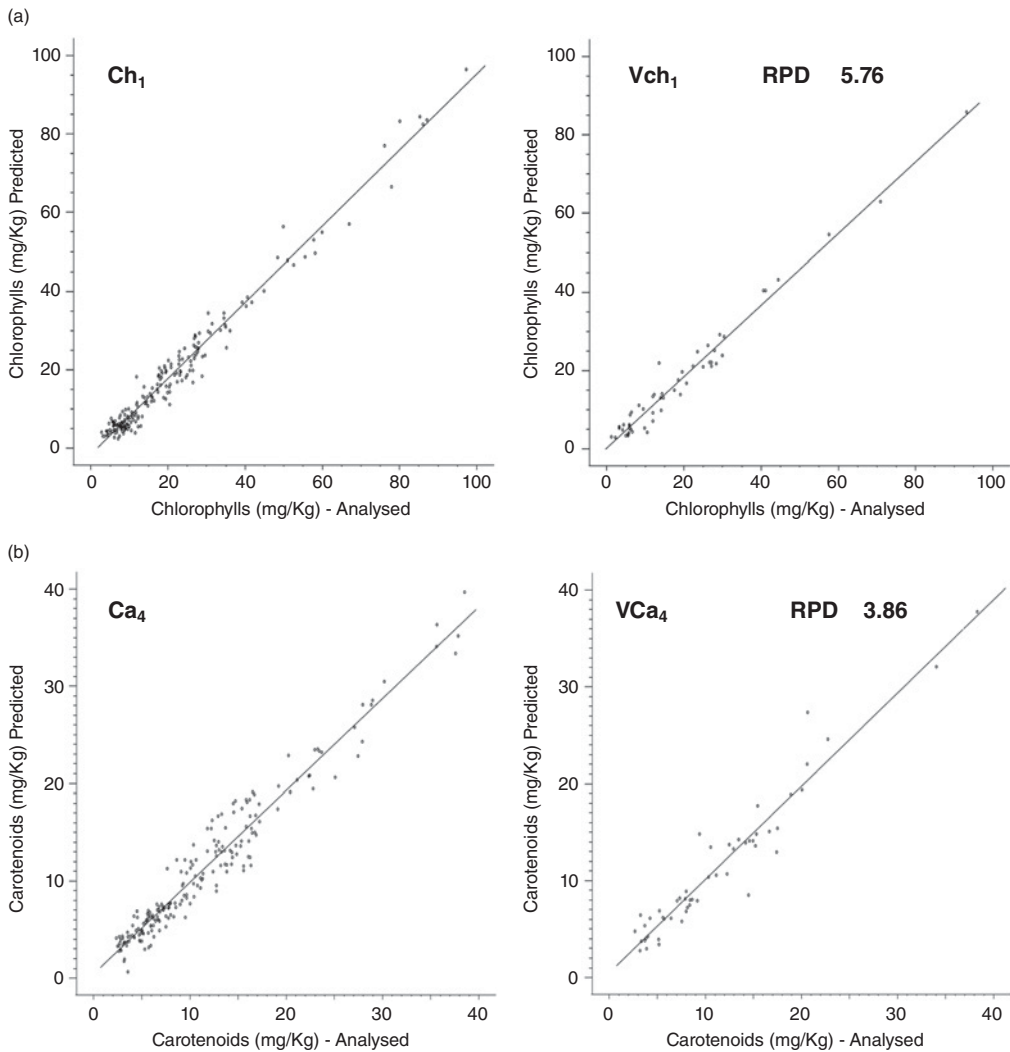 (a)
Ch1
Vch1 RPD 5.76
100
80
60
40
20
0
Chlorophylls (mg/Kg) Predicted
0 20 40 60 80 100
Chlorophylls (mg/Kg) - Analysed
100
80
60
40
20
0
Chlorophylls (mg/Kg) Predicted
0 20 40 60 80 100
Chlorophylls (mg/Kg) - Analysed
(b)
Ca4
VCa4 RPD 3.86
40
30
20
10
0
Carotenoids (mg/Kg) Predicted
0 10 20 30 40
Carotenoids (mg/Kg) - Analysed
40
30
20
10
0
Carotenoids (mg/Kg) Predicted
0 10 20 30 40
Carotenoids (mg/Kg) - Analysed